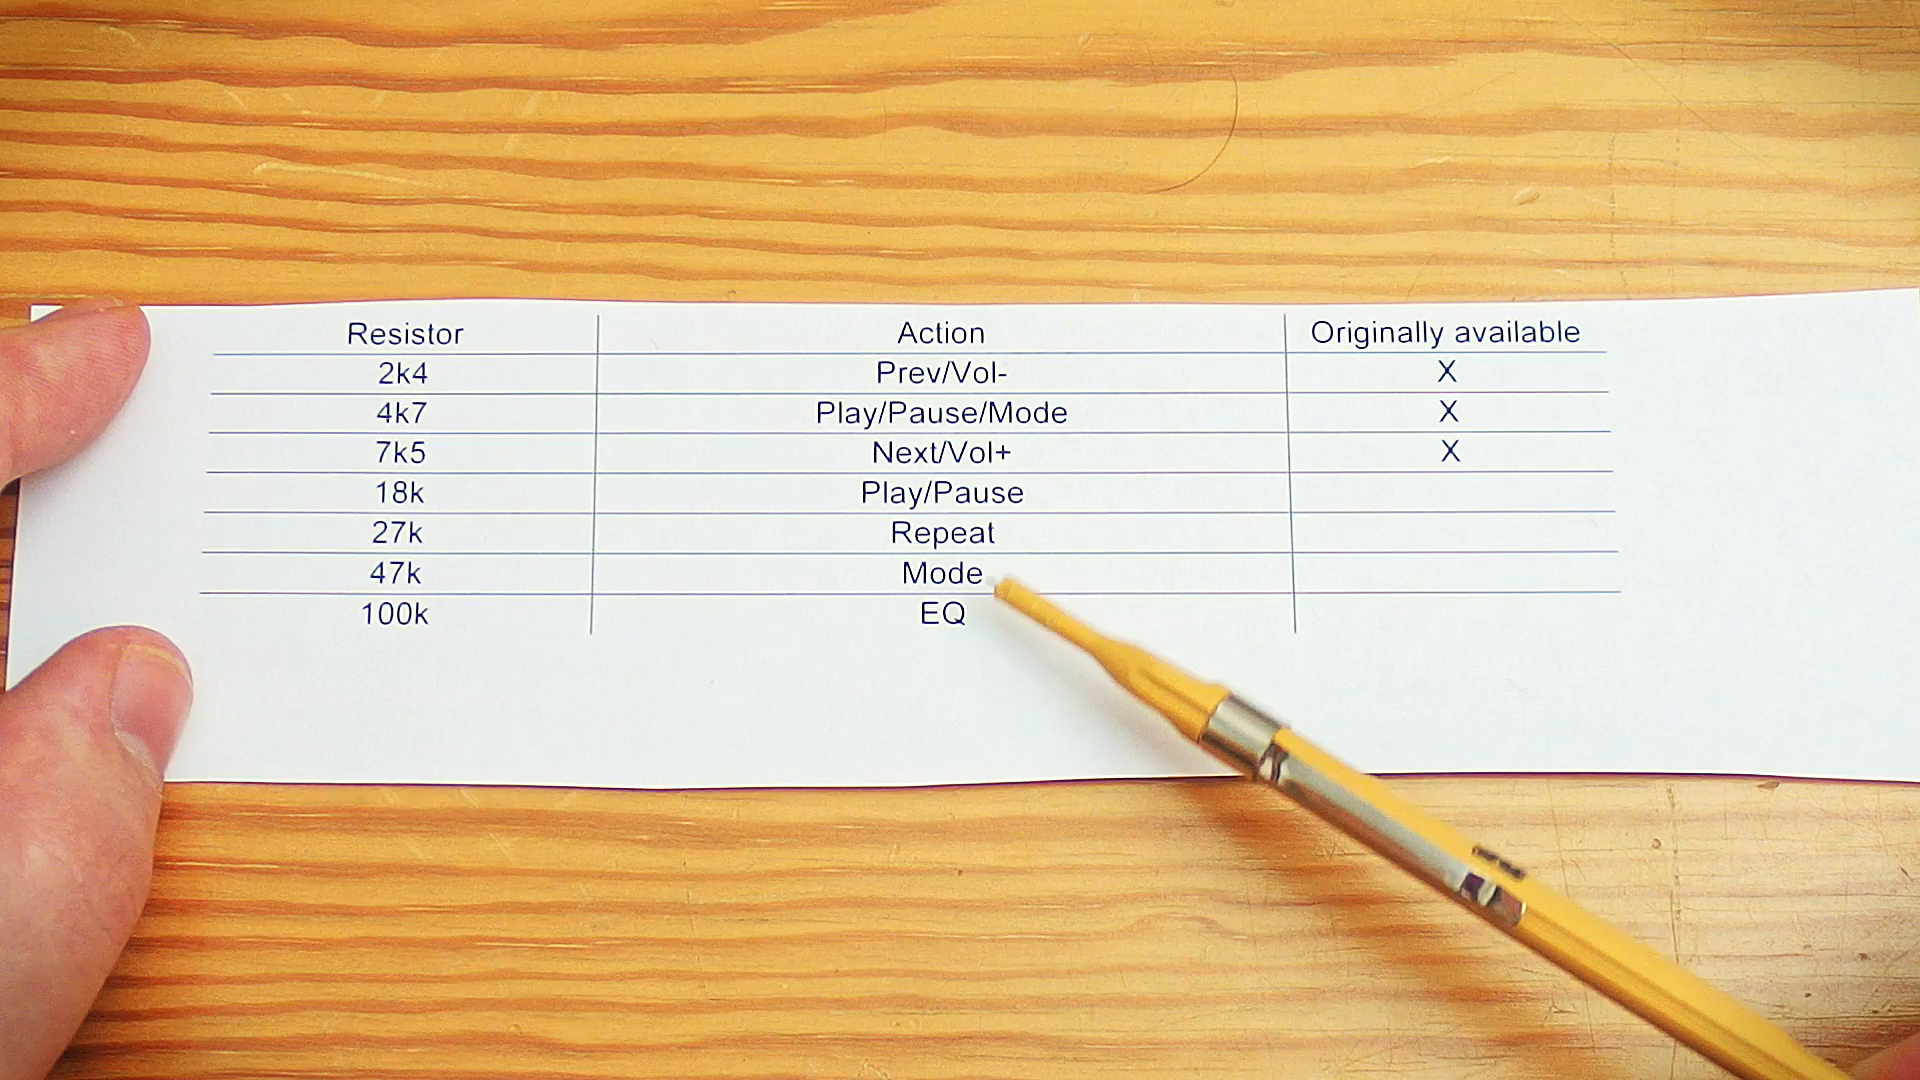 Resistor Action Originally available
2k4 Prev/Vol- X
4k7 Play/Pause/Mode X
7k5 Next/Vol+ X
18k Play/Pause
27k Repeat
47k Mode
100k EQ